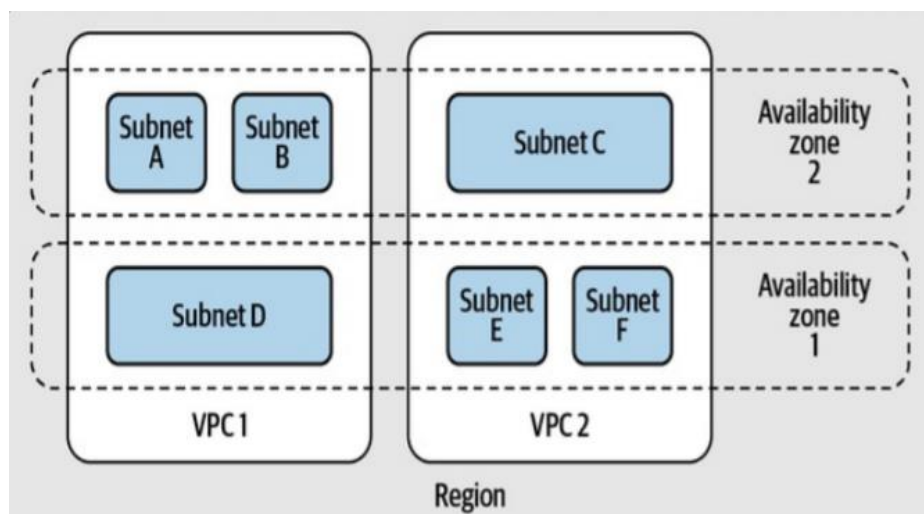 Subnet
A
Subnet
B
Subnet C
Availability
zone
2
Subnet D
Subnet
E
Subnet
F
Availability
zone
1
VPC 1
VPC 2
Region